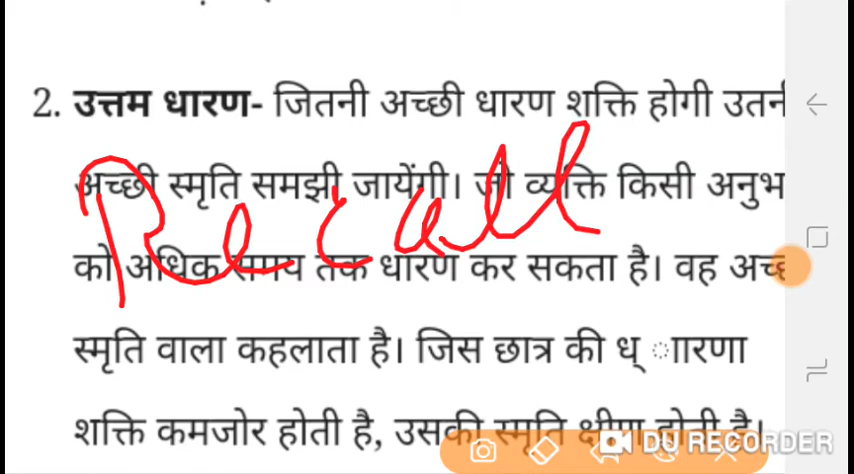 2. उत्तम धारण- जितनी अच्छी धारण शक्ति होगी उतनी
अच्छी स्मृति समझी जायेंगी। जो व्यक्ति किसी अनुभ
Recall
को अधिक समय तक धारण कर सकता है। वह अच्छ
स्मृति वाला कहलाता है। जिस छात्र की ध् ाारणा
शक्ति कमजोर होती है, उसकी स्मृति क्षीण होती है।
DU RECORDER